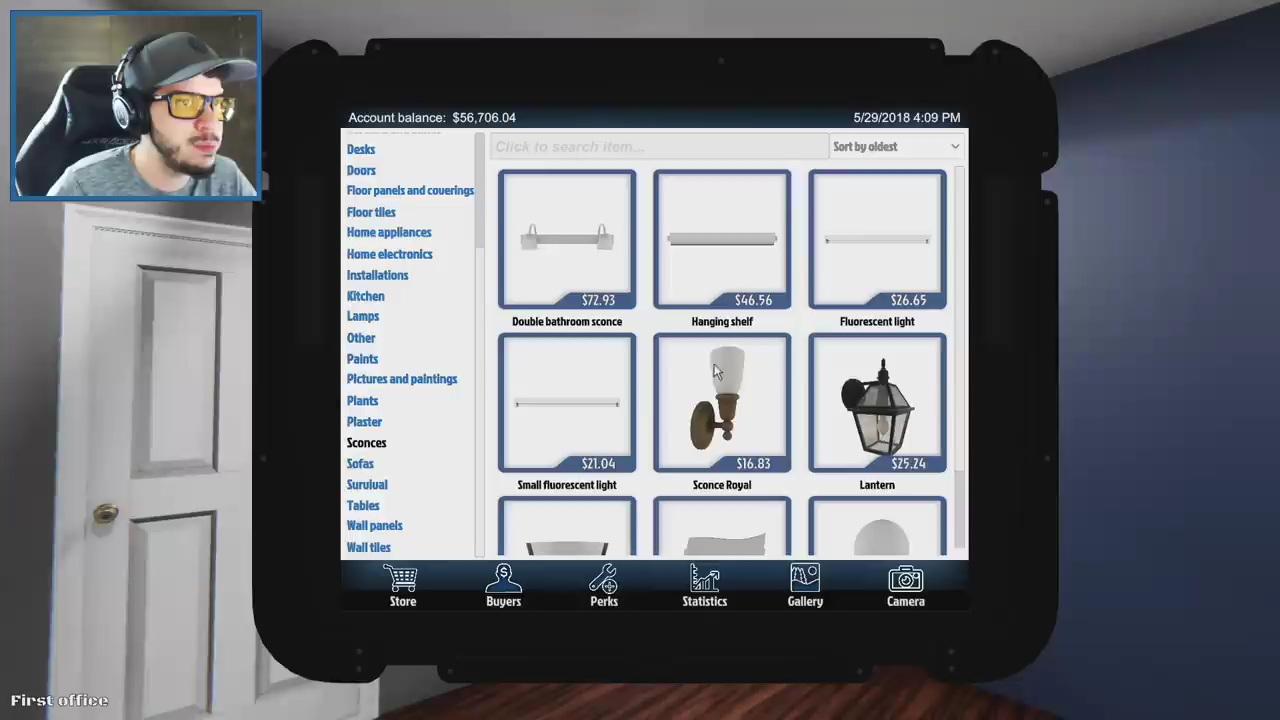 Account balance: $56,706.04
5/29/2018 4:09 PM
Click to search item...
Sort by oldest
Desks
Doors
Floor panels and coverings
Floor tiles
Home appliances
Home electronics
Installations
Kitchen
Lamps
Other
Paints
Pictures and paintings
Plants
Plaster
Sconces
Sofas
Survival
Tables
Wall panels
Wall tiles
$72.93
$46.56
$26.65
Double bathroom sconce
Hanging shelf
Fluorescent light
$21.04
$16.83
$25.24
Small fluorescent light
Sconce Royal
Lantern
Store
Buyers
Perks
Statistics
Gallery
Camera
First office